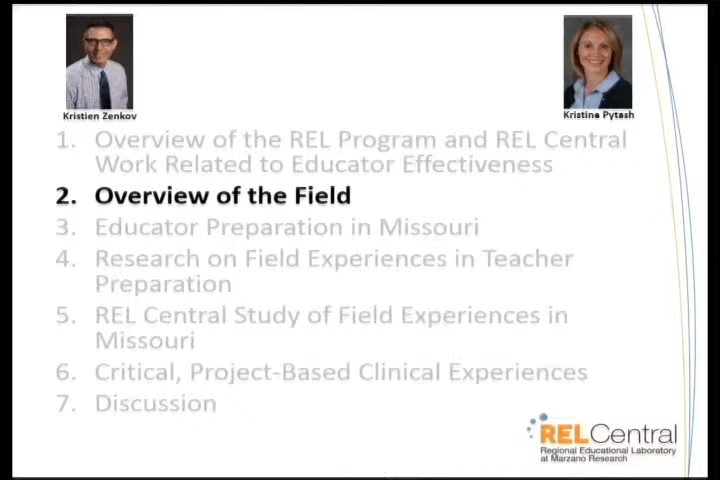 Kristien Zenkov
Kristine Pytash
1. Overview of the REL Program and REL Central
Work Related to Educator Effectiveness
2. Overview of the Field
3. Educator Preparation in Missouri
4. Research on Field Experiences in Teacher
Preparation
5. REL Central Study of Field Experiences in
Missouri
6. Critical, Project-Based Clinical Experiences
7. Discussion
RELCentral
Regional Educational Laboratory
at Marzano Research